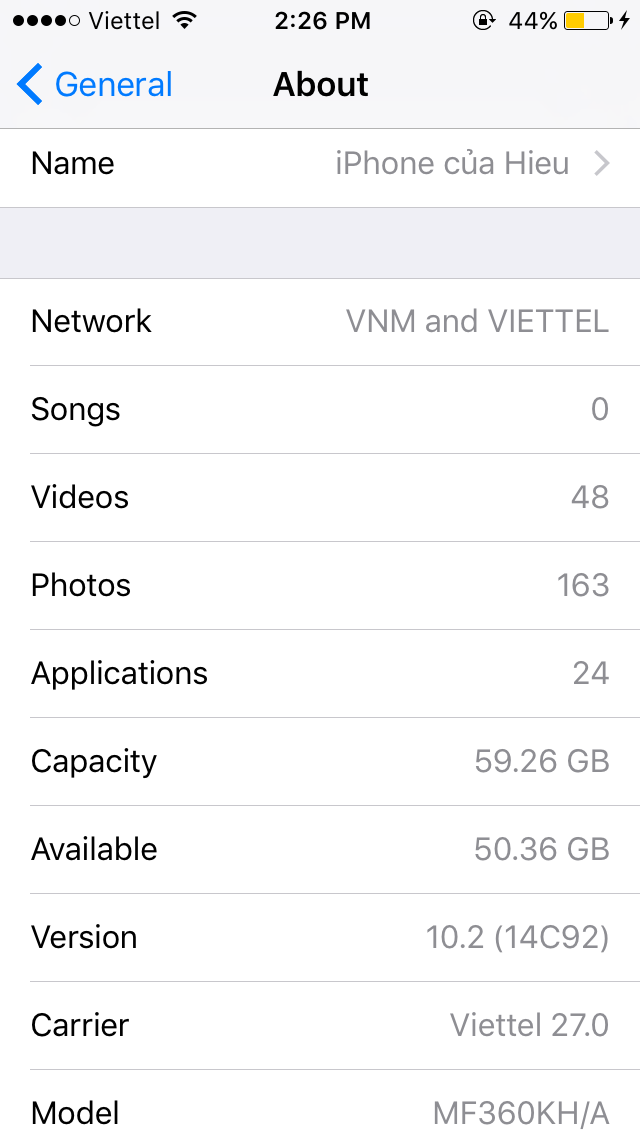 Viettel 2:26 PM 44%
General About
Name iPhone của Hieu
Network VNM and VIETTEL
Songs 0
Videos 48
Photos 163
Applications 24
Capacity 59.26 GB
Available 50.36 GB
Version 10.2 (14C92)
Carrier Viettel 27.0
Model MF360KH/A